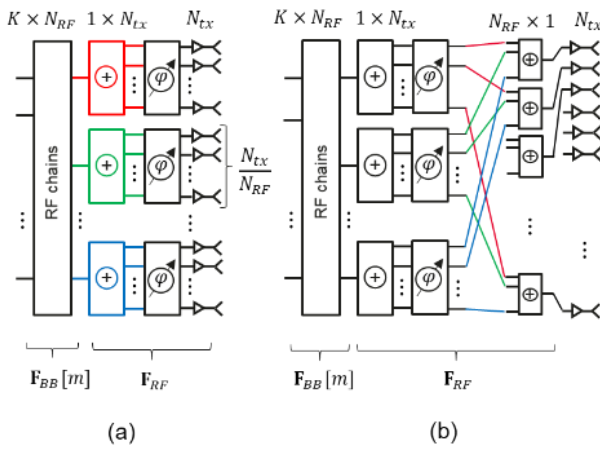 K × N_RF
1 × N_tx
N_tx
K × N_RF
1 × N_tx
N_RF × 1
N_tx
RF chains
+
φ
⋯
+
φ
⋯
N_tx
N_RF
⋯
+
φ
⋯
RF chains
+
φ
⋯
+
φ
⋯
+
φ
⋯
+
+
+
+
⋯
F_BB[m]
F_RF
F_BB[m]
F_RF
(a)
(b)